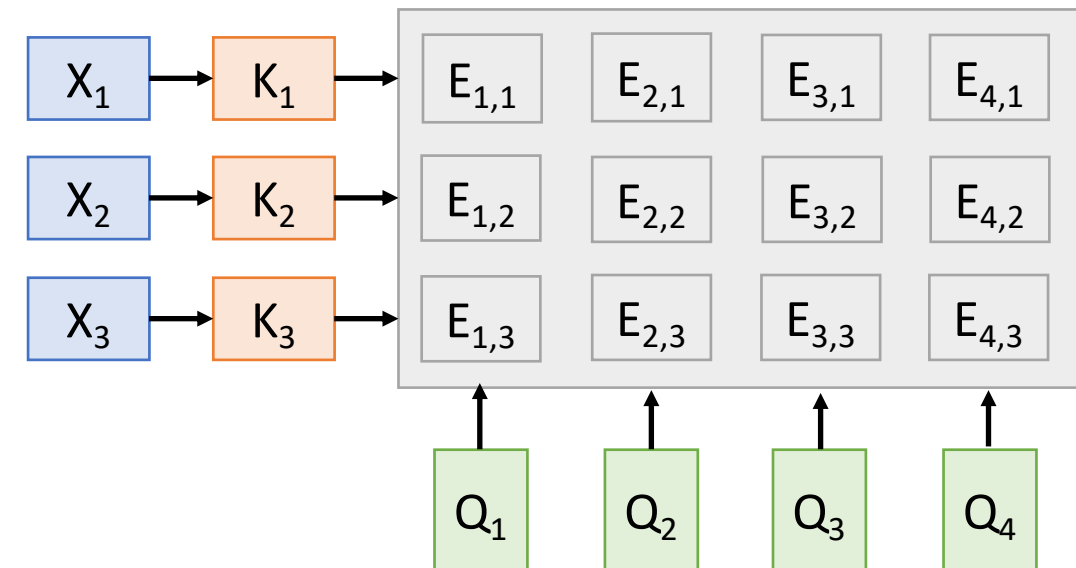 X1 K1 E1,1 E2,1 E3,1 E4,1
X2 K2 E1,2 E2,2 E3,2 E4,2
X3 K3 E1,3 E2,3 E3,3 E4,3
Q1 Q2 Q3 Q4